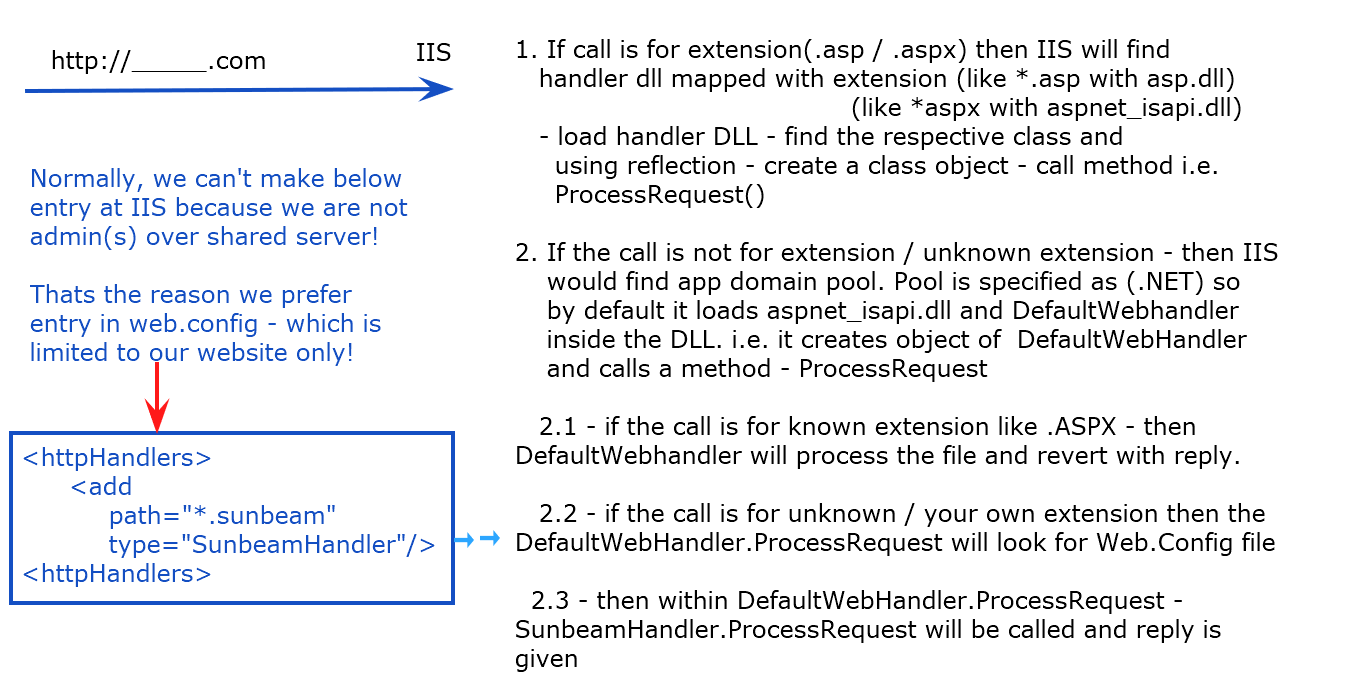 http://______.com
IIS
Normally, we can't make below
entry at IIS because we are not
admin(s) over shared server!
Thats the reason we prefer
entry in web.config - which is
limited to our website only!
<httpHandlers>
<add
path="*.sunbeam"
type="SunbeamHandler"/>
<httpHandlers>
1. If call is for extension(.asp / .aspx) then IIS will find
handler dll mapped with extension (like *.asp with asp.dll)
(like *aspx with aspnet_isapi.dll)
- load handler DLL - find the respective class and
using reflection - create a class object - call method i.e.
ProcessRequest()
2. If the call is not for extension / unknown extension - then IIS
would find app domain pool. Pool is specified as (.NET) so
by default it loads aspnet_isapi.dll and DefaultWebhandler
inside the DLL. i.e. it creates object of  DefaultWebHandler
and calls a method - ProcessRequest
2.1 - if the call is for known extension like .ASPX - then
DefaultWebhandler will process the file and revert with reply.
2.2 - if the call is for unknown / your own extension then the
DefaultWebHandler.ProcessRequest will look for Web.Config file
2.3 - then within DefaultWebHandler.ProcessRequest -
SunbeamHandler.ProcessRequest will be called and reply is
given